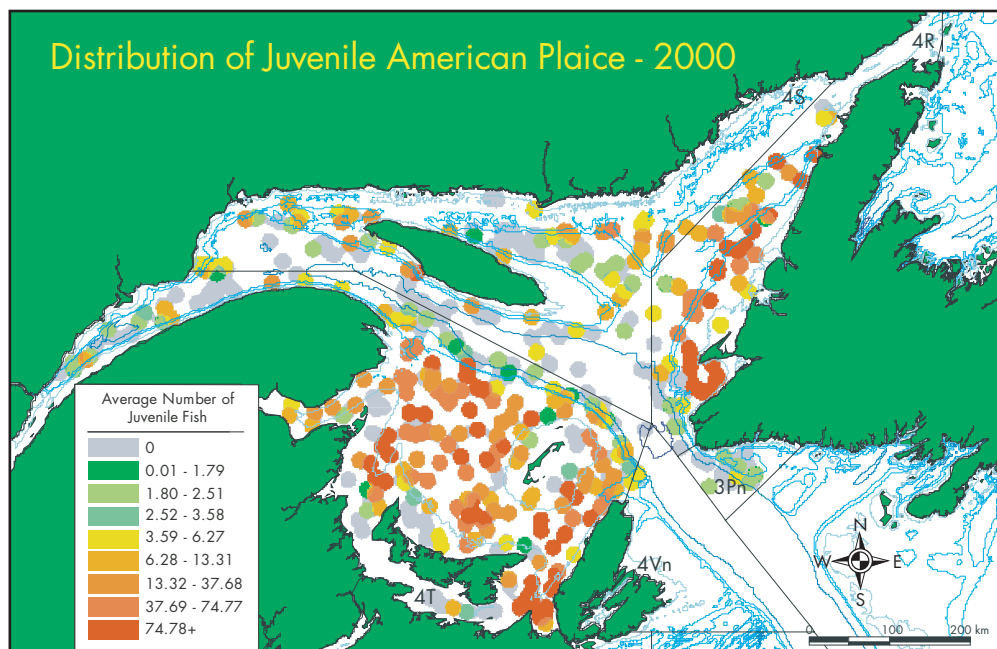 Distribution of Juvenile American Plaice - 2000
4R
4S
Average Number of
Juvenile Fish
0
0.01 - 1.79
1.80 - 2.51
2.52 - 3.58
3.59 - 6.27
6.28 - 13.31
13.32 - 37.68
37.69 - 74.77
74.78+
3Pn
4Vn
4T
N
W E
S
0 100 200 km